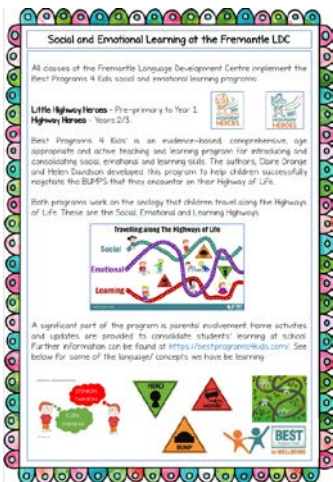 Social and Emotional Learning at the Fremantle LDC
All classes at the Fremantle Language Development Centre implement the
Best Programs 4 Kids social and emotional learning programs:
Little Highway Heroes - Pre-primary to Year 1
Highway Heroes - Years 2/3.
HIGHWAY HEROES
HIGHWAY HEROES
Best Programs 4 Kids' is an evidence-based, comprehensive, age
appropriate and active teaching and learning program for introducing and
consolidating social, emotional and learning skills. The authors, Claire Orange
and Helen Davidson developed this program to help children successfully
negotiate the BUMPS that they encounter on their Highway of Life.
Both programs work on the analogy that children travel along the Highways
of Life. These are the Social, Emotional and Learning Highways.
Travelling along The Highways of Life
Social
Emotional
Learning
A significant part of the program is parental involvement. Home activities
and updates are provided to consolidate students' learning at school.
Further information can be found at https://bestprograms4kids.com/. See
below for some of the language/ concepts we have be learning
HERO
BUMP
BEST
in WELLBEING